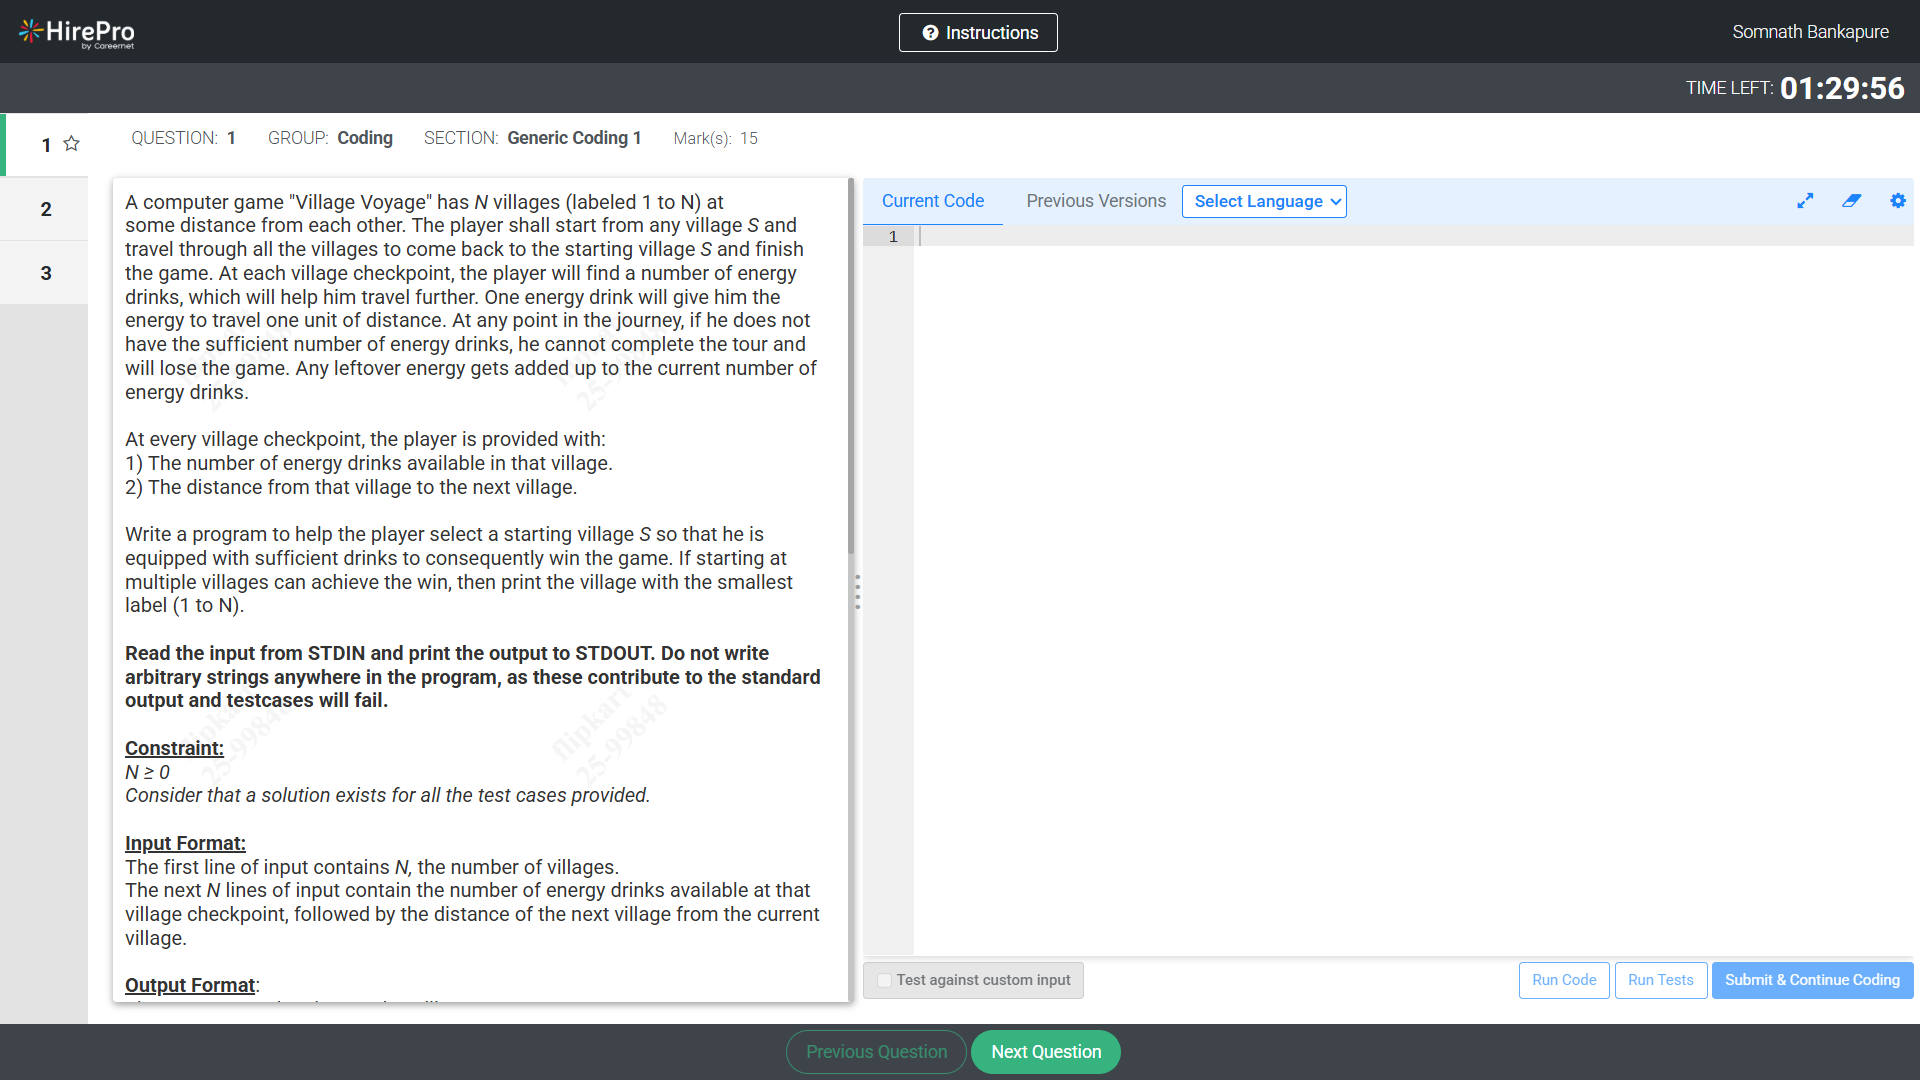 HirePro
by Careernet
Instructions
Somnath Bankapure
TIME LEFT: 01:29:56
1
2
3
QUESTION: 1 GROUP: Coding SECTION: Generic Coding 1 Mark(s): 15
A computer game "Village Voyage" has N villages (labeled 1 to N) at
some distance from each other. The player shall start from any village S and
travel through all the villages to come back to the starting village S and finish
the game. At each village checkpoint, the player will find a number of energy
drinks, which will help him travel further. One energy drink will give him the
energy to travel one unit of distance. At any point in the journey, if he does not
have the sufficient number of energy drinks, he cannot complete the tour and
will lose the game. Any leftover energy gets added up to the current number of
energy drinks.
At every village checkpoint, the player is provided with:
1) The number of energy drinks available in that village.
2) The distance from that village to the next village.
Write a program to help the player select a starting village S so that he is
equipped with sufficient drinks to consequently win the game. If starting at
multiple villages can achieve the win, then print the village with the smallest
label (1 to N).
Read the input from STDIN and print the output to STDOUT. Do not write
arbitrary strings anywhere in the program, as these contribute to the standard
output and testcases will fail.
Constraint:
N ≥ 0
Consider that a solution exists for all the test cases provided.
Input Format:
The first line of input contains N, the number of villages.
The next N lines of input contain the number of energy drinks available at that
village checkpoint, followed by the distance of the next village from the current
village.
Output Format:
flipkart
25-99848
Current Code
Previous Versions
Select Language
1
Test against custom input
Run Code
Run Tests
Submit & Continue Coding
Previous Question
Next Question